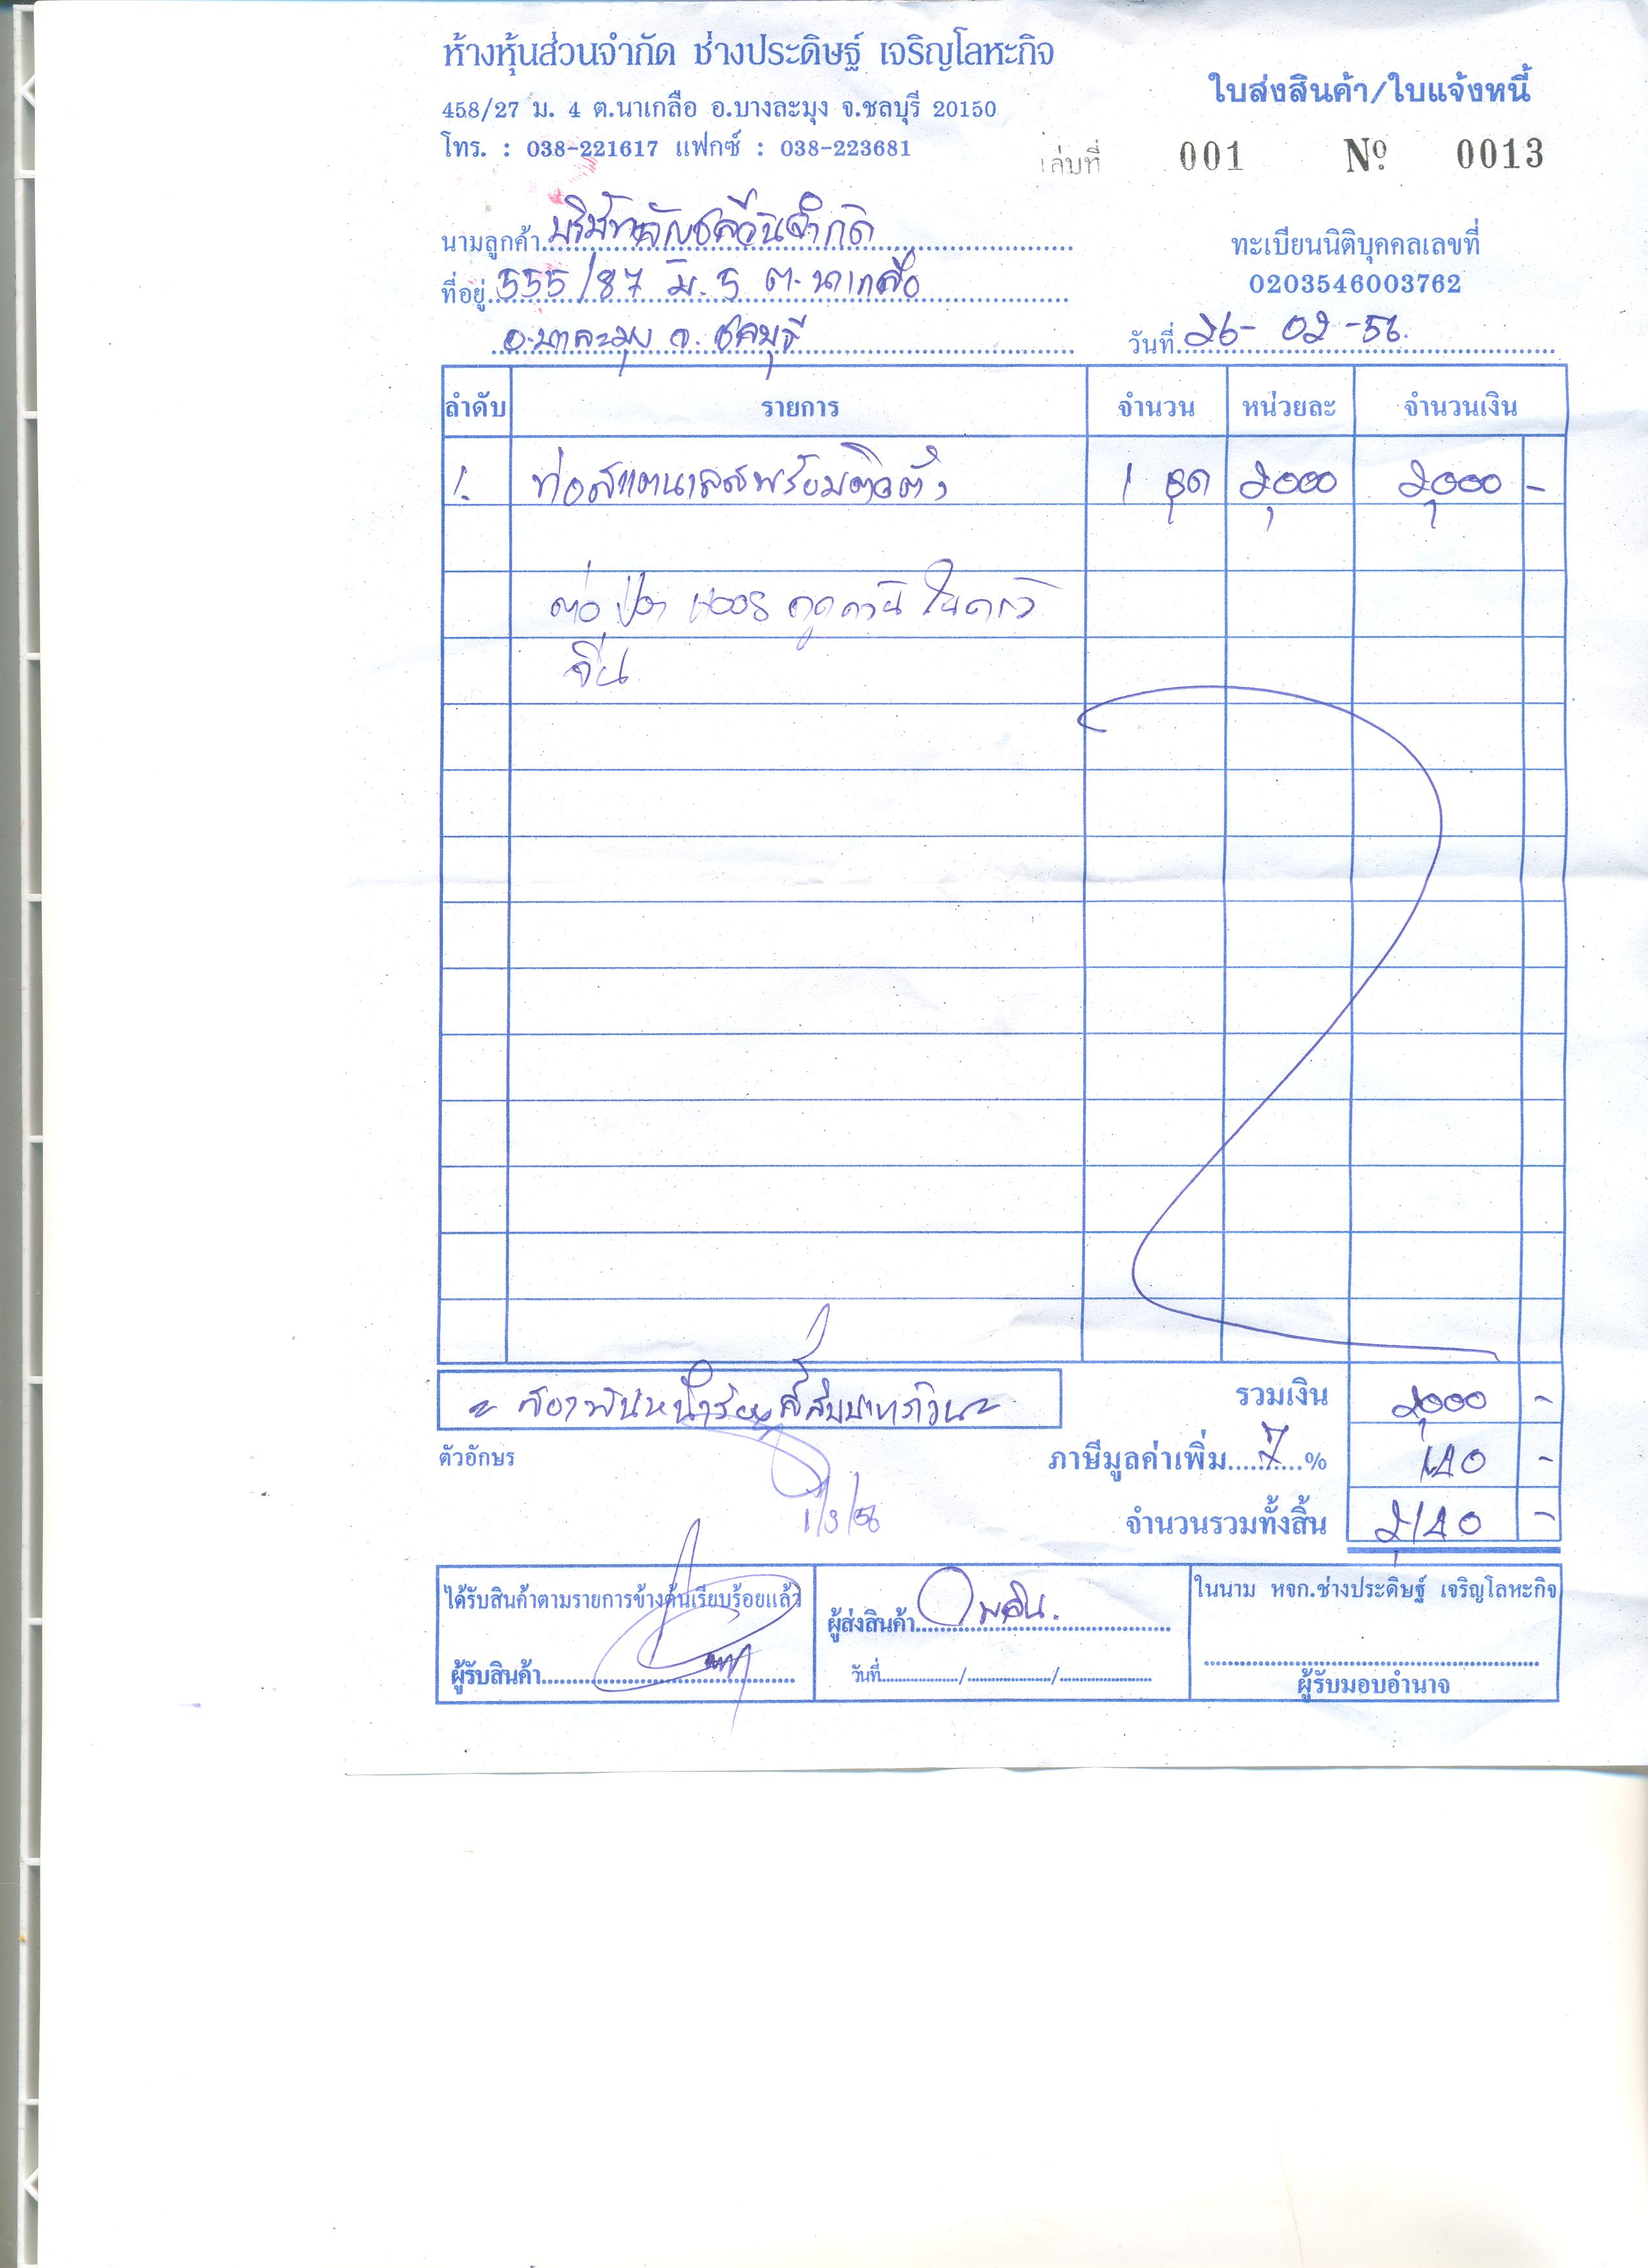 ห้างหุ้นส่วนจำกัด ช่างประดิษฐ์ เจริญโลหะกิจ
ใบส่งสินค้า/ใบแจ้งหนี้
458/27 ม. 4 ต.นาเกลือ อ.บางละมุง จ.ชลบุรี 20150
โทร. : 038-221617 แฟกซ์ : 038-223681
เล่มที่ 001 Nº 0013
นามลูกค้า บริษัท จำกัด
ทะเบียนนิติบุคคลเลขที่
ที่อยู่ 555/87 ม.5 ต.นาเกลือ
0203546003762
อ.บางละมุง จ.ชลบุรี
วันที่ 26-02-56.
ลำดับ รายการ จำนวน หน่วยละ จำนวนเงิน
1. ท่อสแตนเลสพร้อมติดตั้ง 1 ชุด 2,000 2,000 -
ต่อ ดูดควัน ในครัว
จีน
รวมเงิน 2,000 -
~ สองพันหนึ่งร้อยสี่สิบบาทถ้วน ~
ตัวอักษร
ภาษีมูลค่าเพิ่ม 7 % 140 -
1/3/56
จำนวนรวมทั้งสิ้น 2,140 -
ได้รับสินค้าตามรายการข้างต้นเรียบร้อยแล้ว
ผู้รับสินค้า
ผู้ส่งสินค้า
วันที่ / /
ในนาม หจก.ช่างประดิษฐ์ เจริญโลหะกิจ
ผู้รับมอบอำนาจ